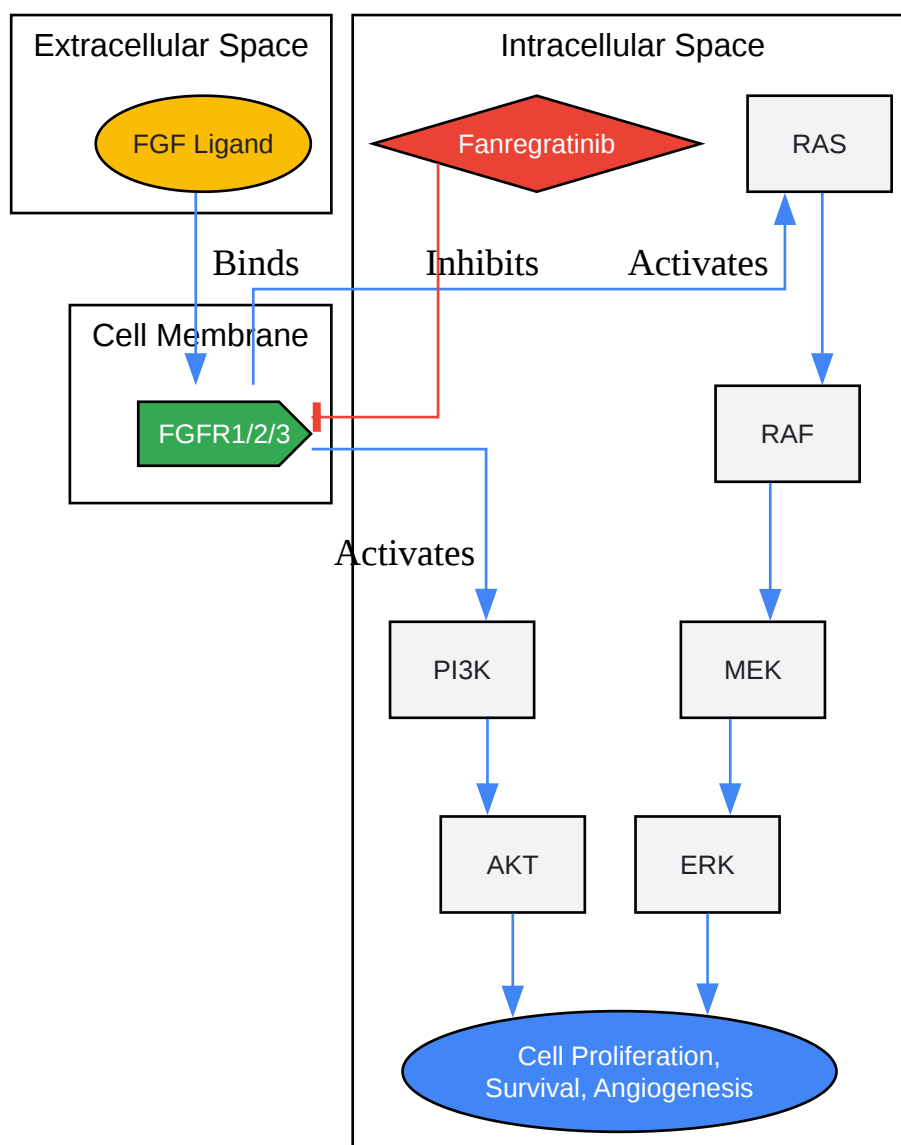 Extracellular Space
Intracellular Space
FGF Ligand
Fanregratinib
RAS
Binds
Inhibits
Activates
Cell Membrane
FGFR1/2/3
RAF
Activates
PI3K
MEK
AKT
ERK
Cell Proliferation,
Survival, Angiogenesis